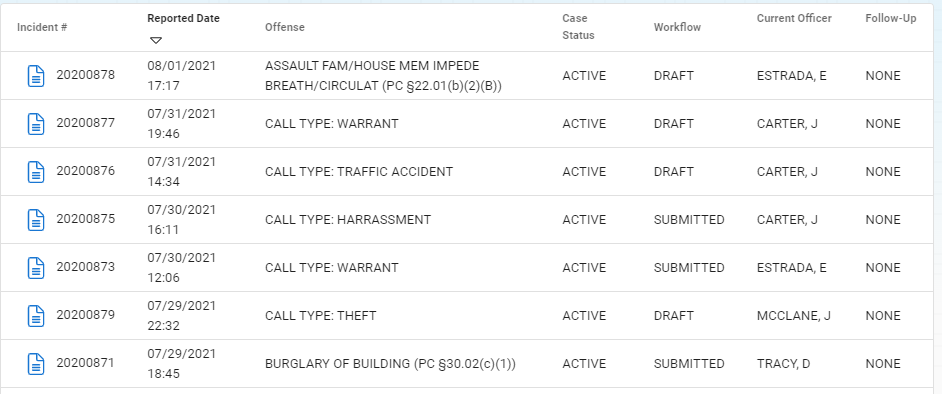 Incident # Reported Date Offense Case Status Workflow Current Officer Follow-Up
20200878 08/01/2021 17:17 ASSAULT FAM/HOUSE MEM IMPEDE BREATH/CIRCULAT (PC §22.01(b)(2)(B)) ACTIVE DRAFT ESTRADA, E NONE
20200877 07/31/2021 19:46 CALL TYPE: WARRANT ACTIVE DRAFT CARTER, J NONE
20200876 07/31/2021 14:34 CALL TYPE: TRAFFIC ACCIDENT ACTIVE DRAFT CARTER, J NONE
20200875 07/30/2021 16:11 CALL TYPE: HARRASSMENT ACTIVE SUBMITTED CARTER, J NONE
20200873 07/30/2021 12:06 CALL TYPE: WARRANT ACTIVE SUBMITTED ESTRADA, E NONE
20200879 07/29/2021 22:32 CALL TYPE: THEFT ACTIVE DRAFT MCCLANE, J NONE
20200871 07/29/2021 18:45 BURGLARY OF BUILDING (PC §30.02(c)(1)) ACTIVE SUBMITTED TRACY, D NONE